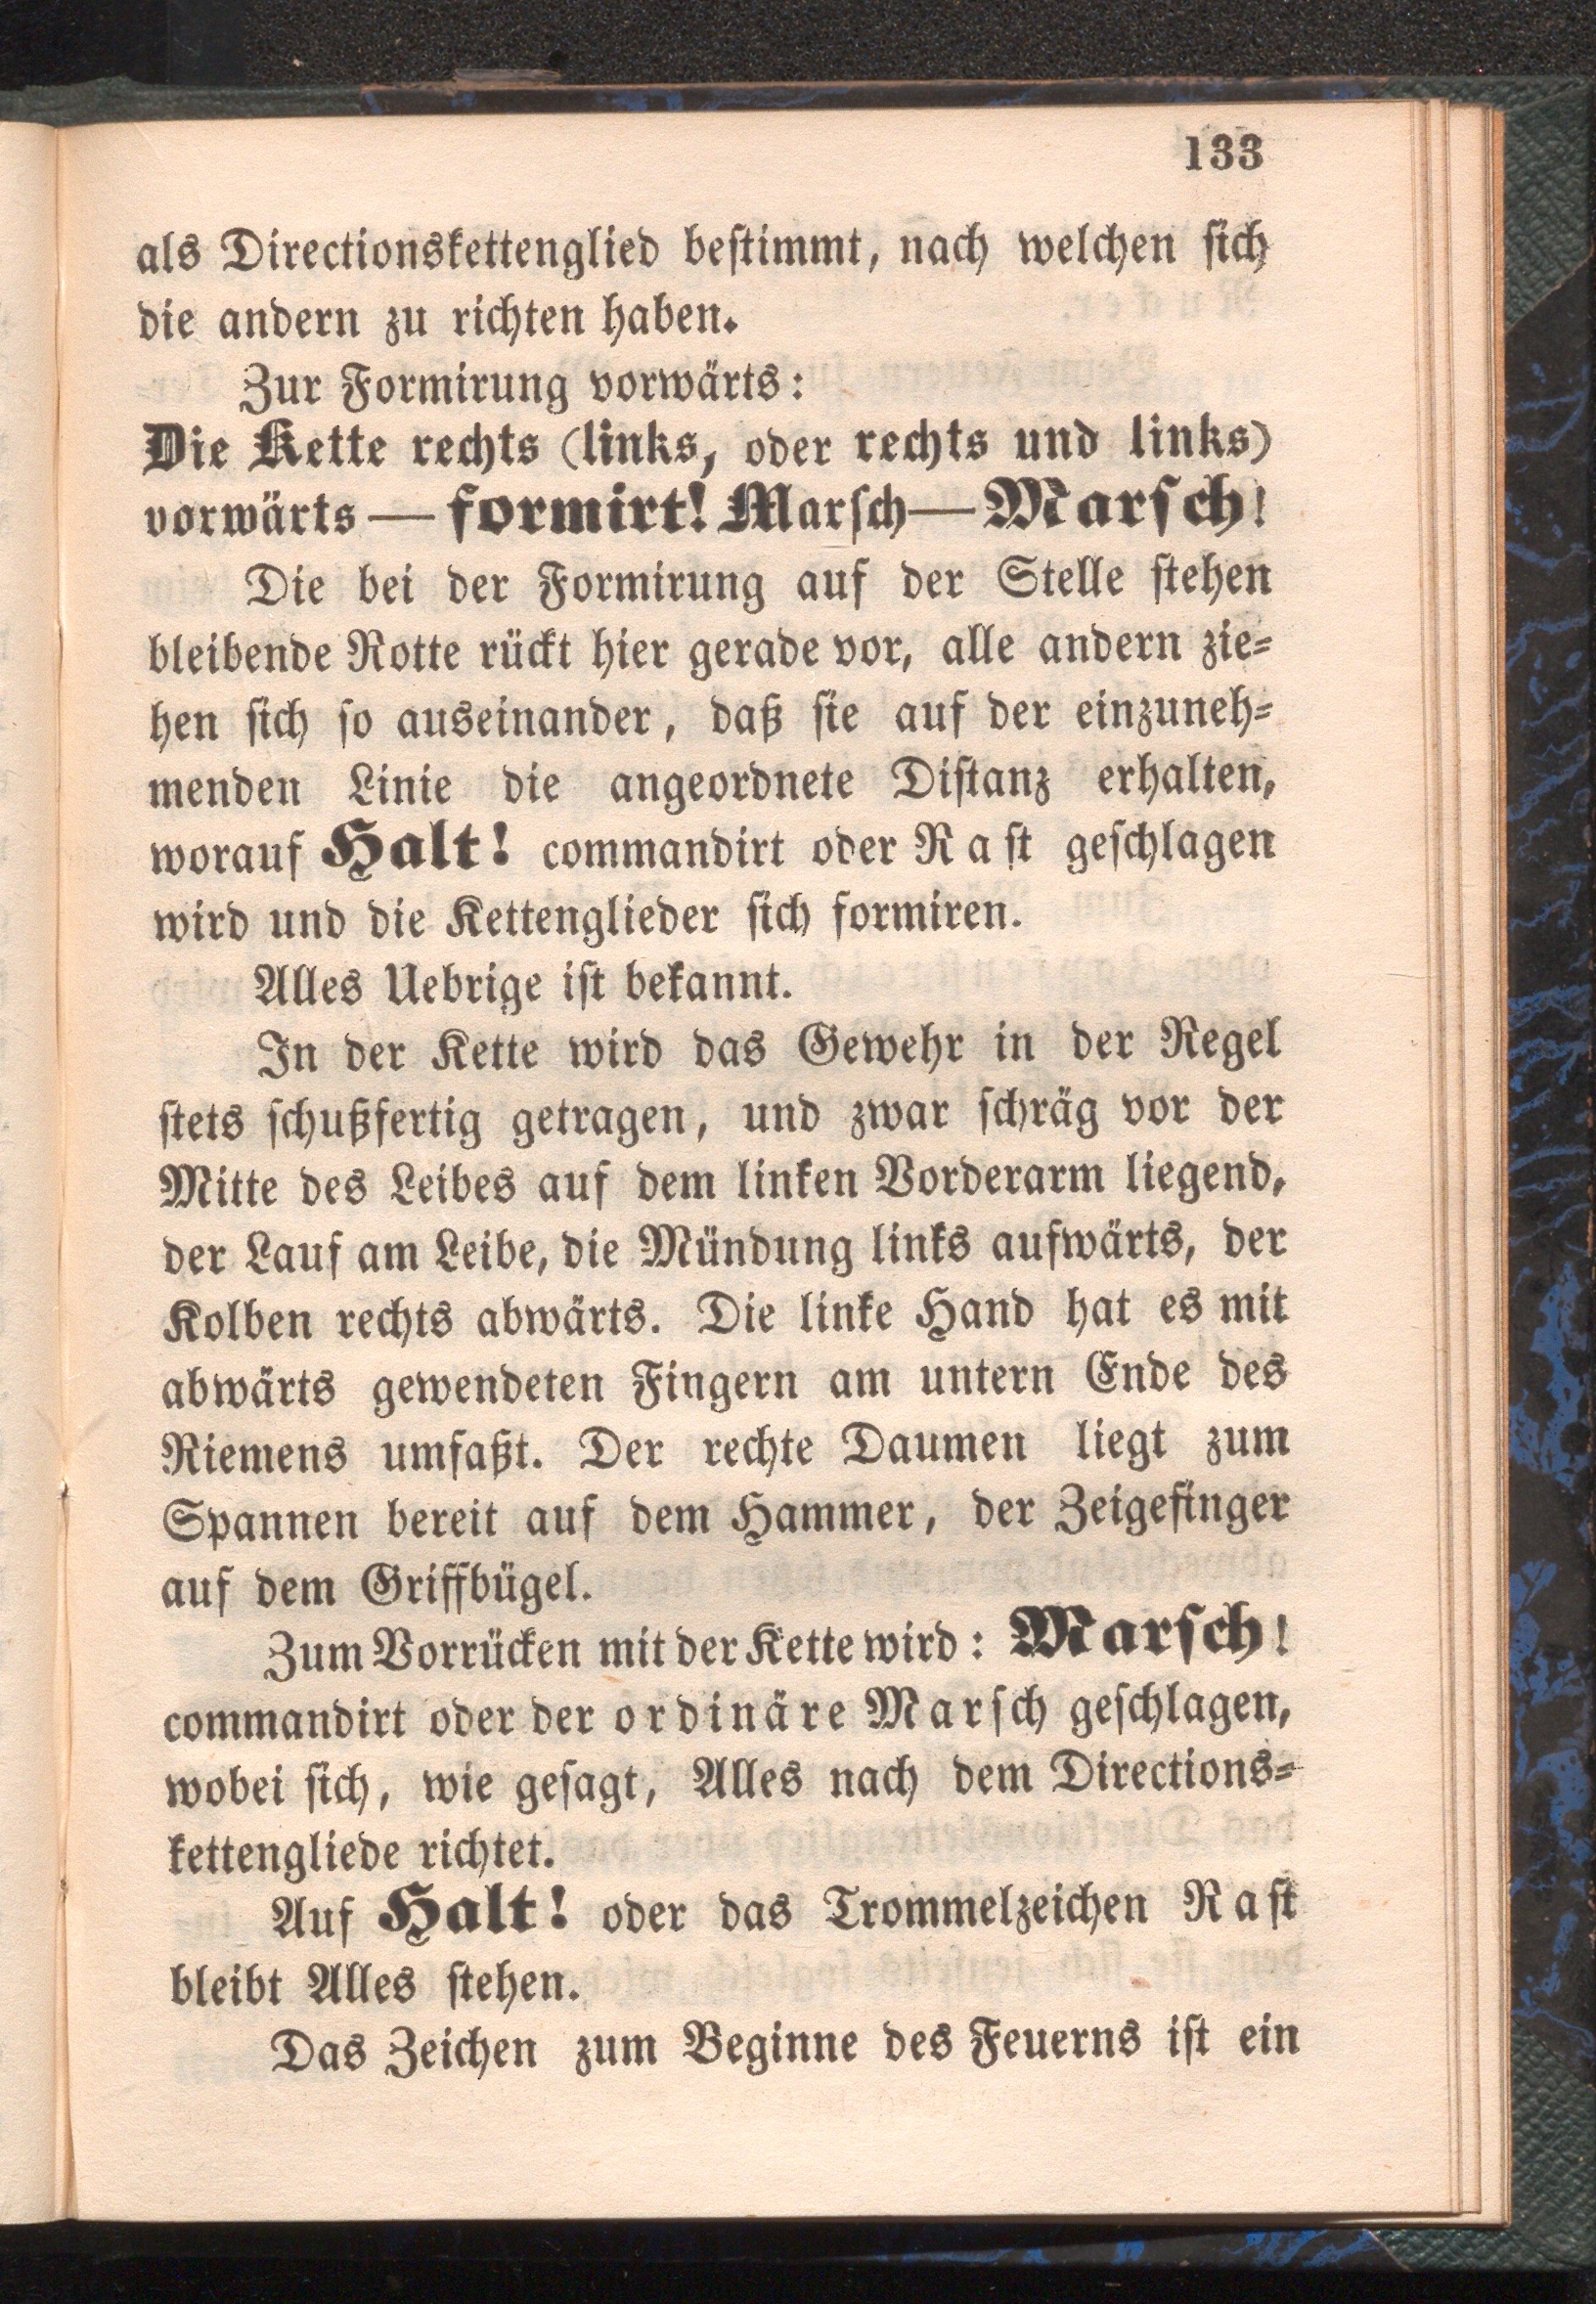 133
als Directionskettenglied bestimmt, nach welchen sich
die andern zu richten haben.
Zur Formirung vorwärts:
Die Kette rechts (links, oder rechts und links)
vorwärts — formirt! Marsch — Marsch!
Die bei der Formirung auf der Stelle stehen
bleibende Rotte rückt hier gerade vor, alle andern zie=
hen sich so auseinander, daß sie auf der einzuneh=
menden Linie die angeordnete Distanz erhalten,
worauf Halt! commandirt oder Rast geschlagen
wird und die Kettenglieder sich formiren.
Alles Uebrige ist bekannt.
In der Kette wird das Gewehr in der Regel
stets schußfertig getragen, und zwar schräg vor der
Mitte des Leibes auf dem linken Vorderarm liegend,
der Lauf am Leibe, die Mündung links aufwärts, der
Kolben rechts abwärts. Die linke Hand hat es mit
abwärts gewendeten Fingern am untern Ende des
Riemens umfaßt. Der rechte Daumen liegt zum
Spannen bereit auf dem Hammer, der Zeigefinger
auf dem Griffbügel.
Zum Vorrücken mit der Kette wird: Marsch!
commandirt oder der ordinäre Marsch geschlagen,
wobei sich, wie gesagt, Alles nach dem Directions=
kettengliede richtet.
Auf Halt! oder das Trommelzeichen Rast
bleibt Alles stehen.
Das Zeichen zum Beginne des Feuerns ist ein